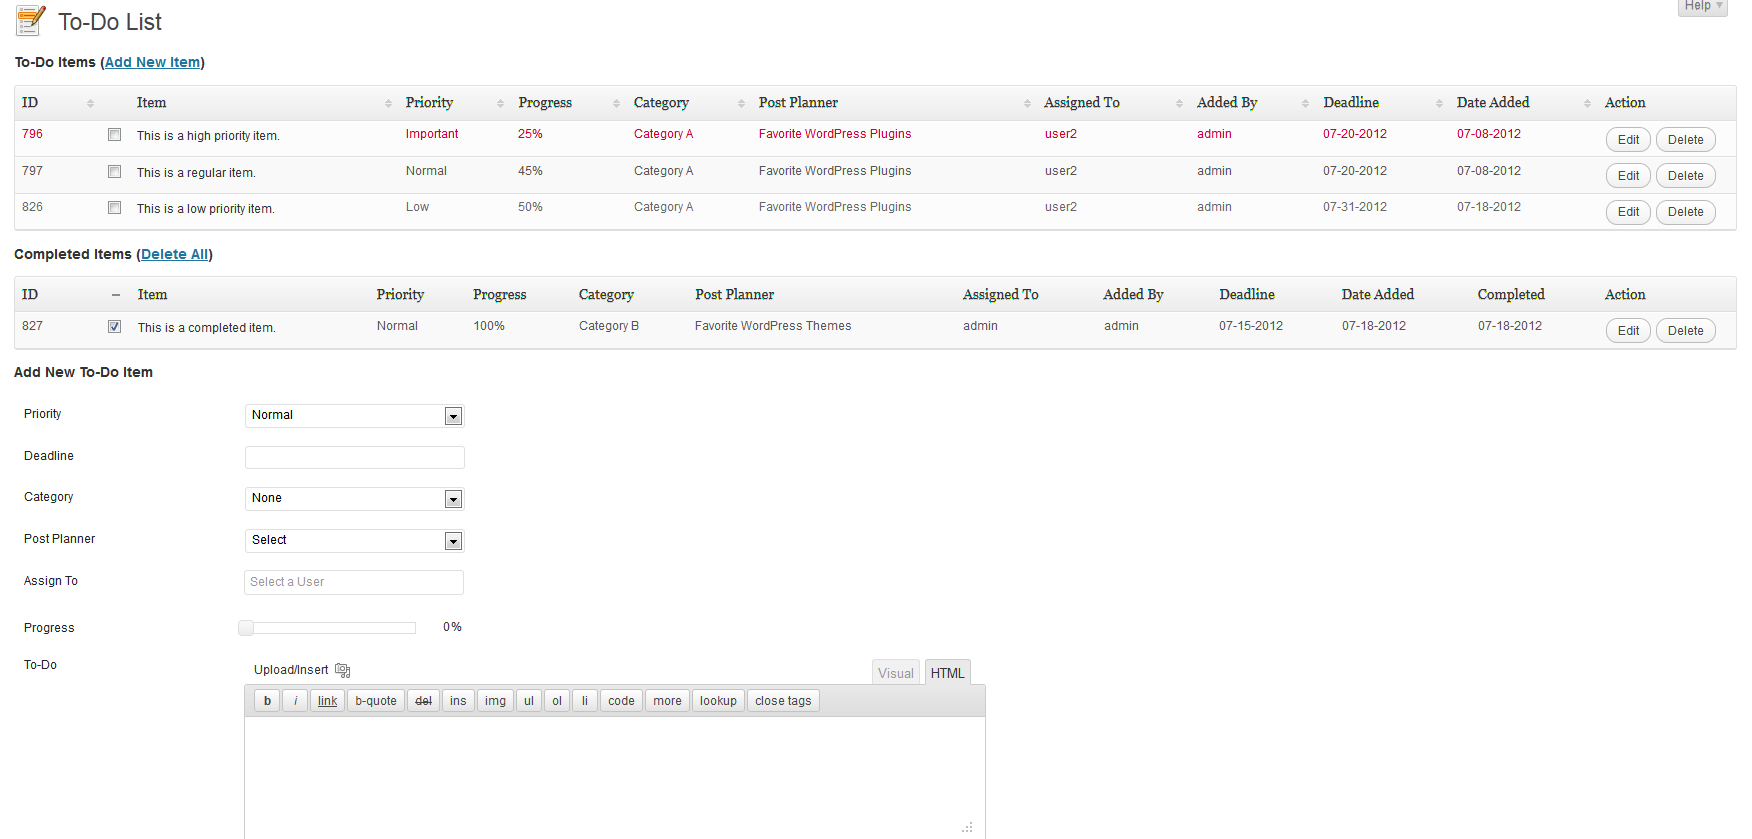 Help
To-Do List
To-Do Items (Add New Item)
ID Item Priority Progress Category Post Planner Assigned To Added By Deadline Date Added Action
796 This is a high priority item. Important 25% Category A Favorite WordPress Plugins user2 admin 07-20-2012 07-08-2012 Edit Delete
797 This is a regular item. Normal 45% Category A Favorite WordPress Plugins user2 admin 07-20-2012 07-08-2012 Edit Delete
826 This is a low priority item. Low 50% Category A Favorite WordPress Plugins user2 admin 07-31-2012 07-18-2012 Edit Delete
Completed Items (Delete All)
ID – Item Priority Progress Category Post Planner Assigned To Added By Deadline Date Added Completed Action
827 This is a completed item. Normal 100% Category B Favorite WordPress Themes admin admin 07-15-2012 07-18-2012 07-18-2012 Edit Delete
Add New To-Do Item
Priority Normal
Deadline
Category None
Post Planner Select
Assign To Select a User
Progress 0%
To-Do Upload/Insert Visual HTML
b i link b-quote del ins img ul ol li code more lookup close tags